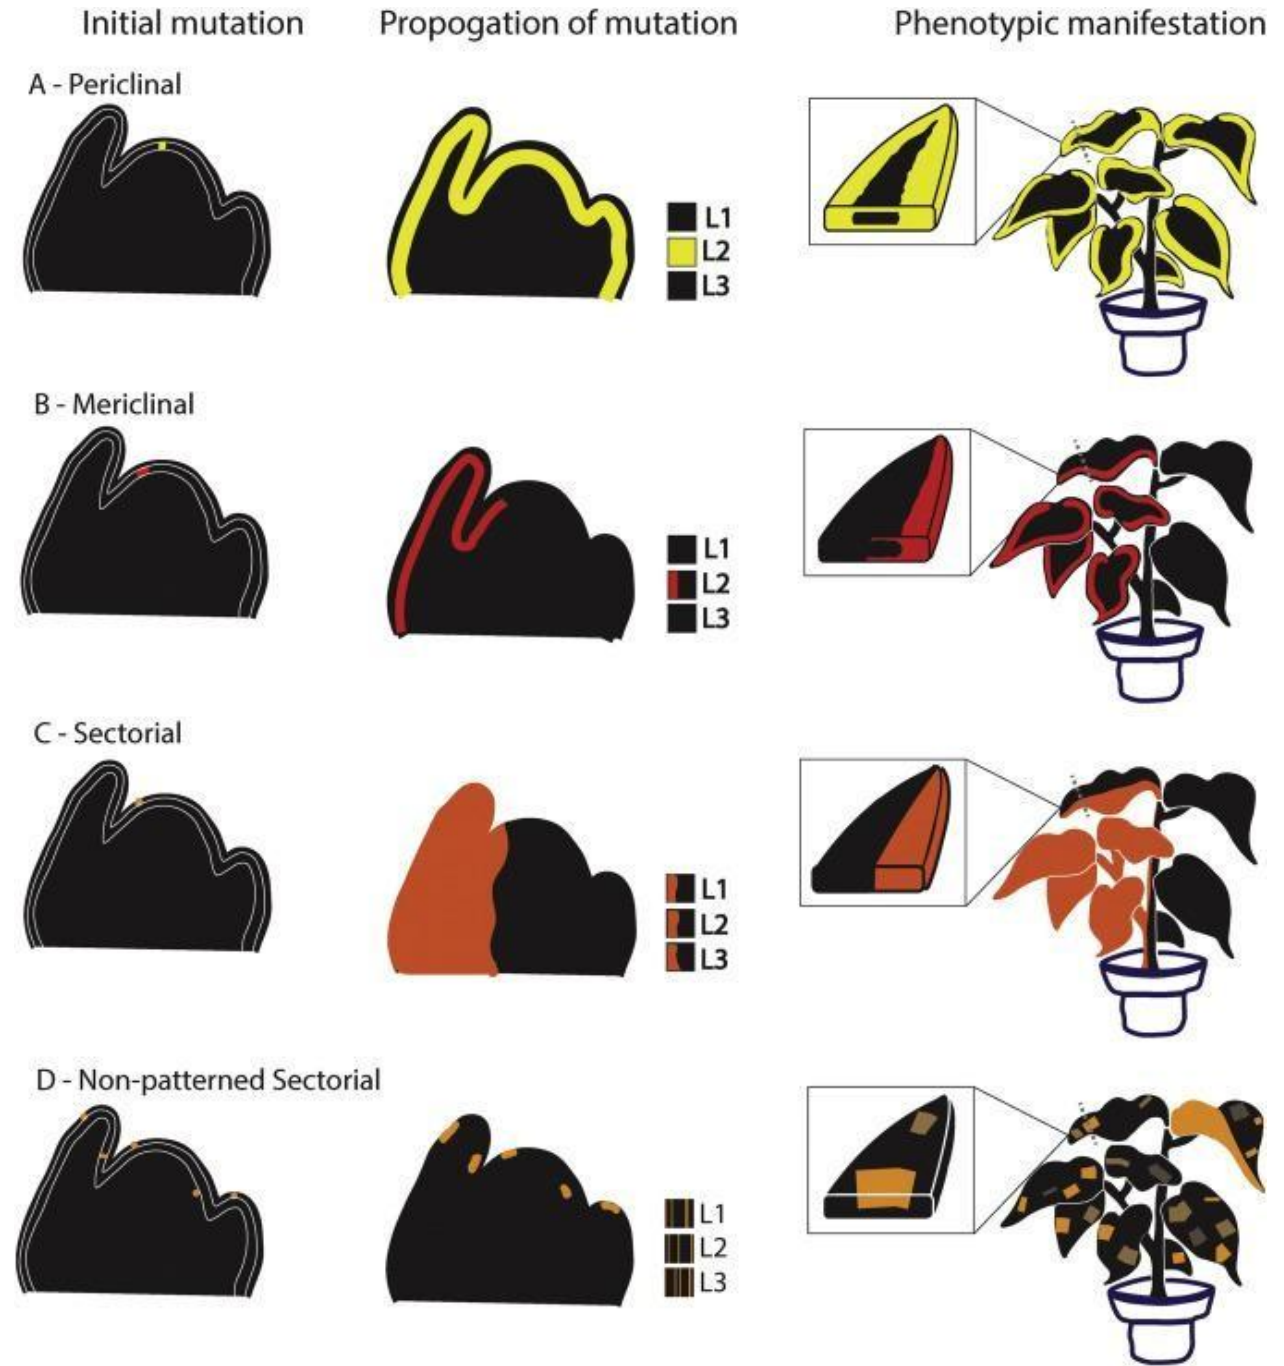 Initial mutation
Propogation of mutation
Phenotypic manifestation
A - Periclinal
L1
L2
L3
B - Mericlinal
L1
L2
L3
C - Sectorial
L1
L2
L3
D - Non-patterned Sectorial
L1
L2
L3